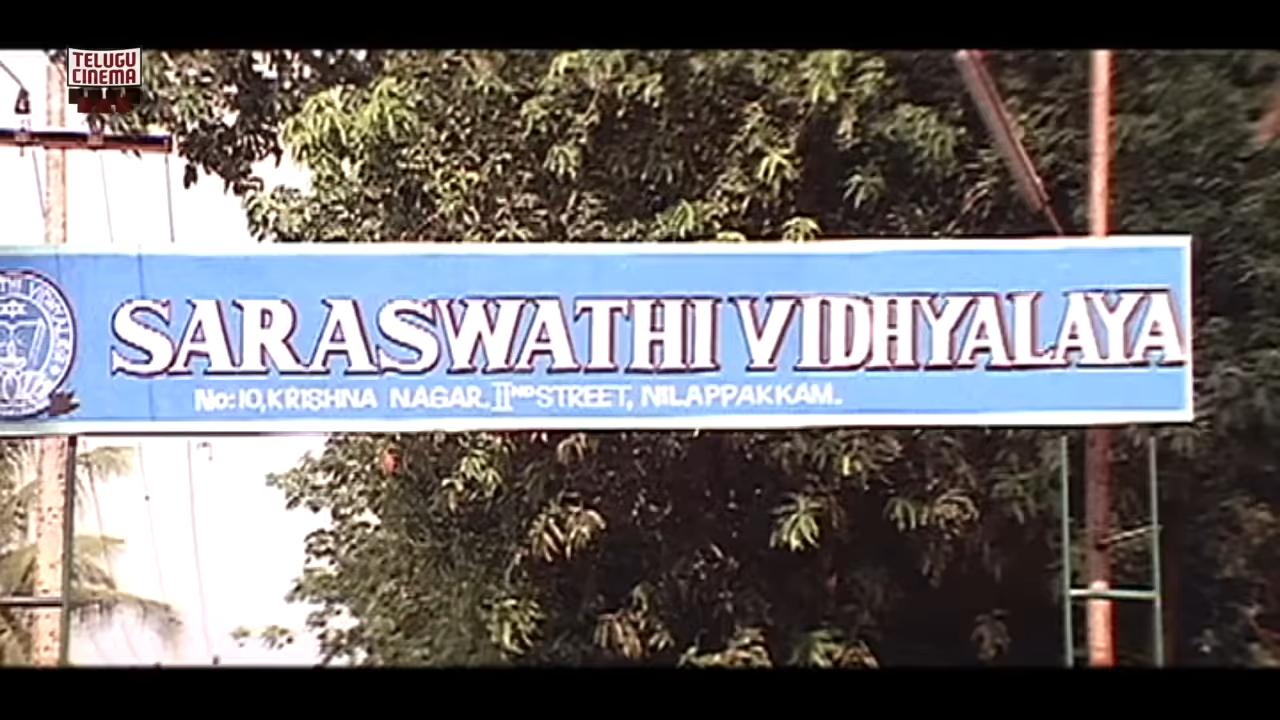 TELUGU
CINEMA
SARASWATHI VIDHYALAYA
No: 10, KRISHNA NAGAR. IIND STREET, NILAPPAKKAM.